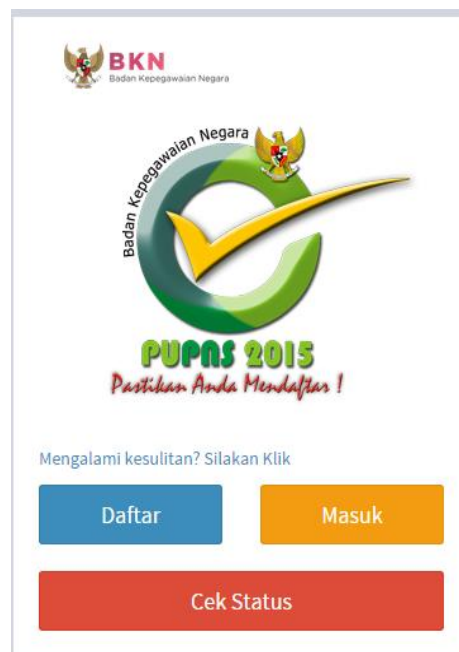 BKN
Badan Kepegawaian Negara
Badan Kepegawaian Negara
PUPNS 2015
Pastikan Anda Mendaftar !
Mengalami kesulitan? Silakan Klik
Daftar
Masuk
Cek Status